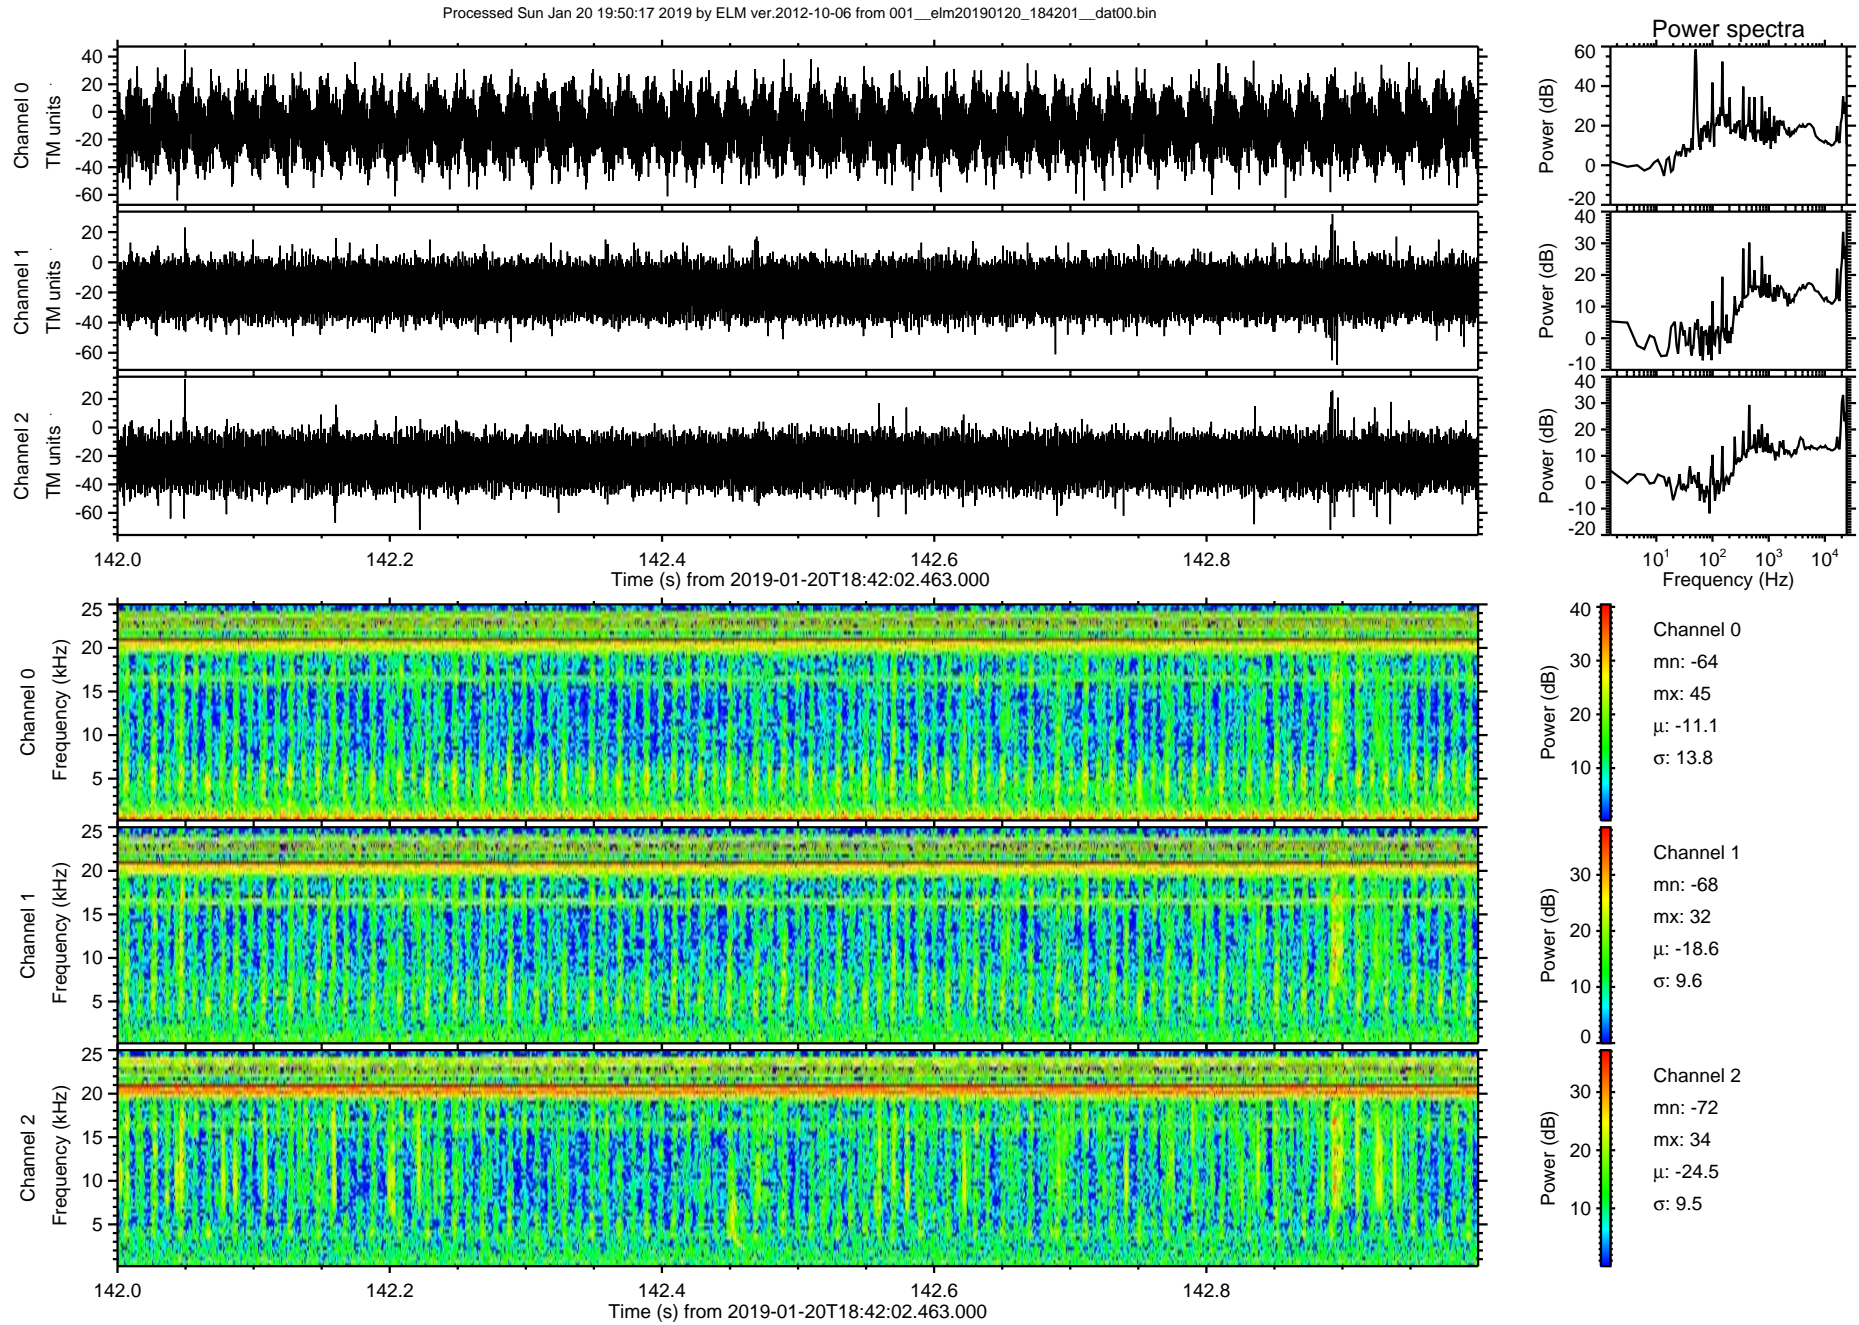 Processed Sun Jan 20 19:50:17 2019 by ELM ver.2012-10-06 from 001__elm20190120_184201__dat00.bin
Power spectra
Channel 0
TM units
40
20
0
-20
-40
-60
Power (dB)
60
40
20
0
-20
Channel 1
TM units
20
0
-20
-40
-60
Power (dB)
40
30
20
10
0
-10
Channel 2
TM units
20
0
-20
-40
-60
Power (dB)
40
30
20
10
0
-10
-20
142.0 142.2 142.4 142.6 142.8
Time (s) from 2019-01-20T18:42:02.463.000
10^1 10^2 10^3 10^4
Frequency (Hz)
Channel 0
Frequency (kHz)
25
20
15
10
5
Power (dB)
40
30
20
10
Channel 0
mn: -64
mx: 45
μ: -11.1
σ: 13.8
Channel 1
Frequency (kHz)
25
20
15
10
5
Power (dB)
30
20
10
0
Channel 1
mn: -68
mx: 32
μ: -18.6
σ: 9.6
Channel 2
Frequency (kHz)
25
20
15
10
5
Power (dB)
30
20
10
Channel 2
mn: -72
mx: 34
μ: -24.5
σ: 9.5
142.0 142.2 142.4 142.6 142.8
Time (s) from 2019-01-20T18:42:02.463.000